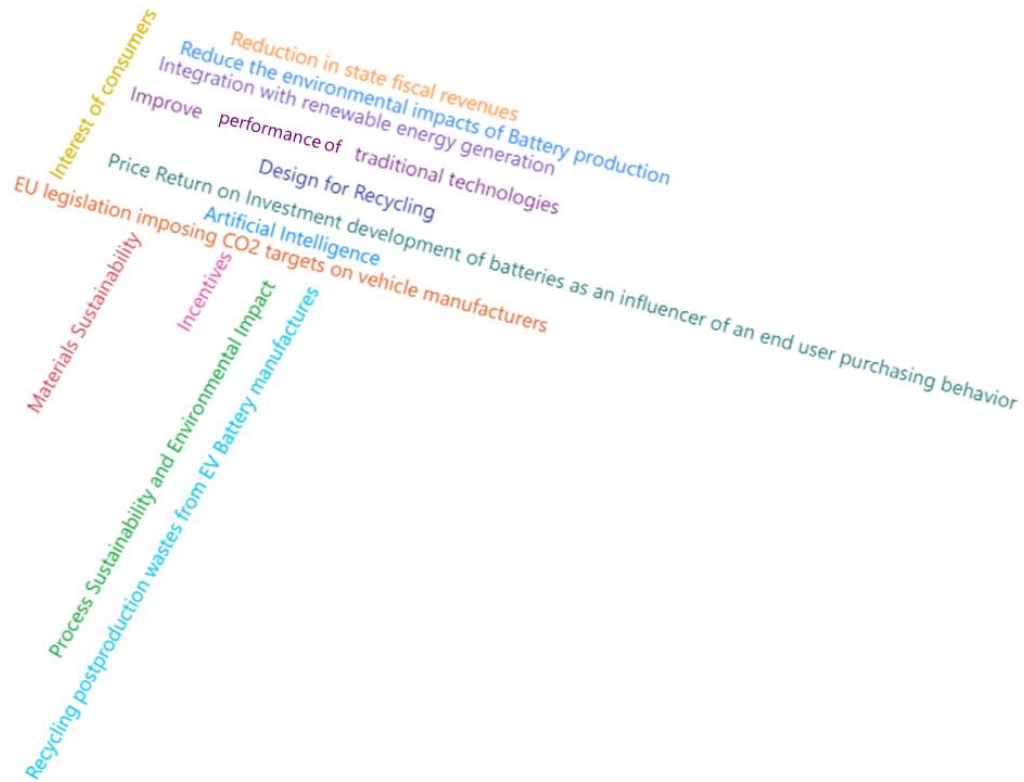 Interest of consumers
Reduction in state fiscal revenues
Reduce the environmental impacts of Battery production
Integration with renewable energy generation
Improve performance of traditional technologies
Design for Recycling
Price Return on Investment development of batteries as an influencer of an end user purchasing behavior
EU legislation imposing CO2 targets on vehicle manufacturers
Artificial Intelligence
Materials Sustainability
Incentives
Process Sustainability and Environmental Impact
Recycling postproduction wastes from EV Battery manufactures